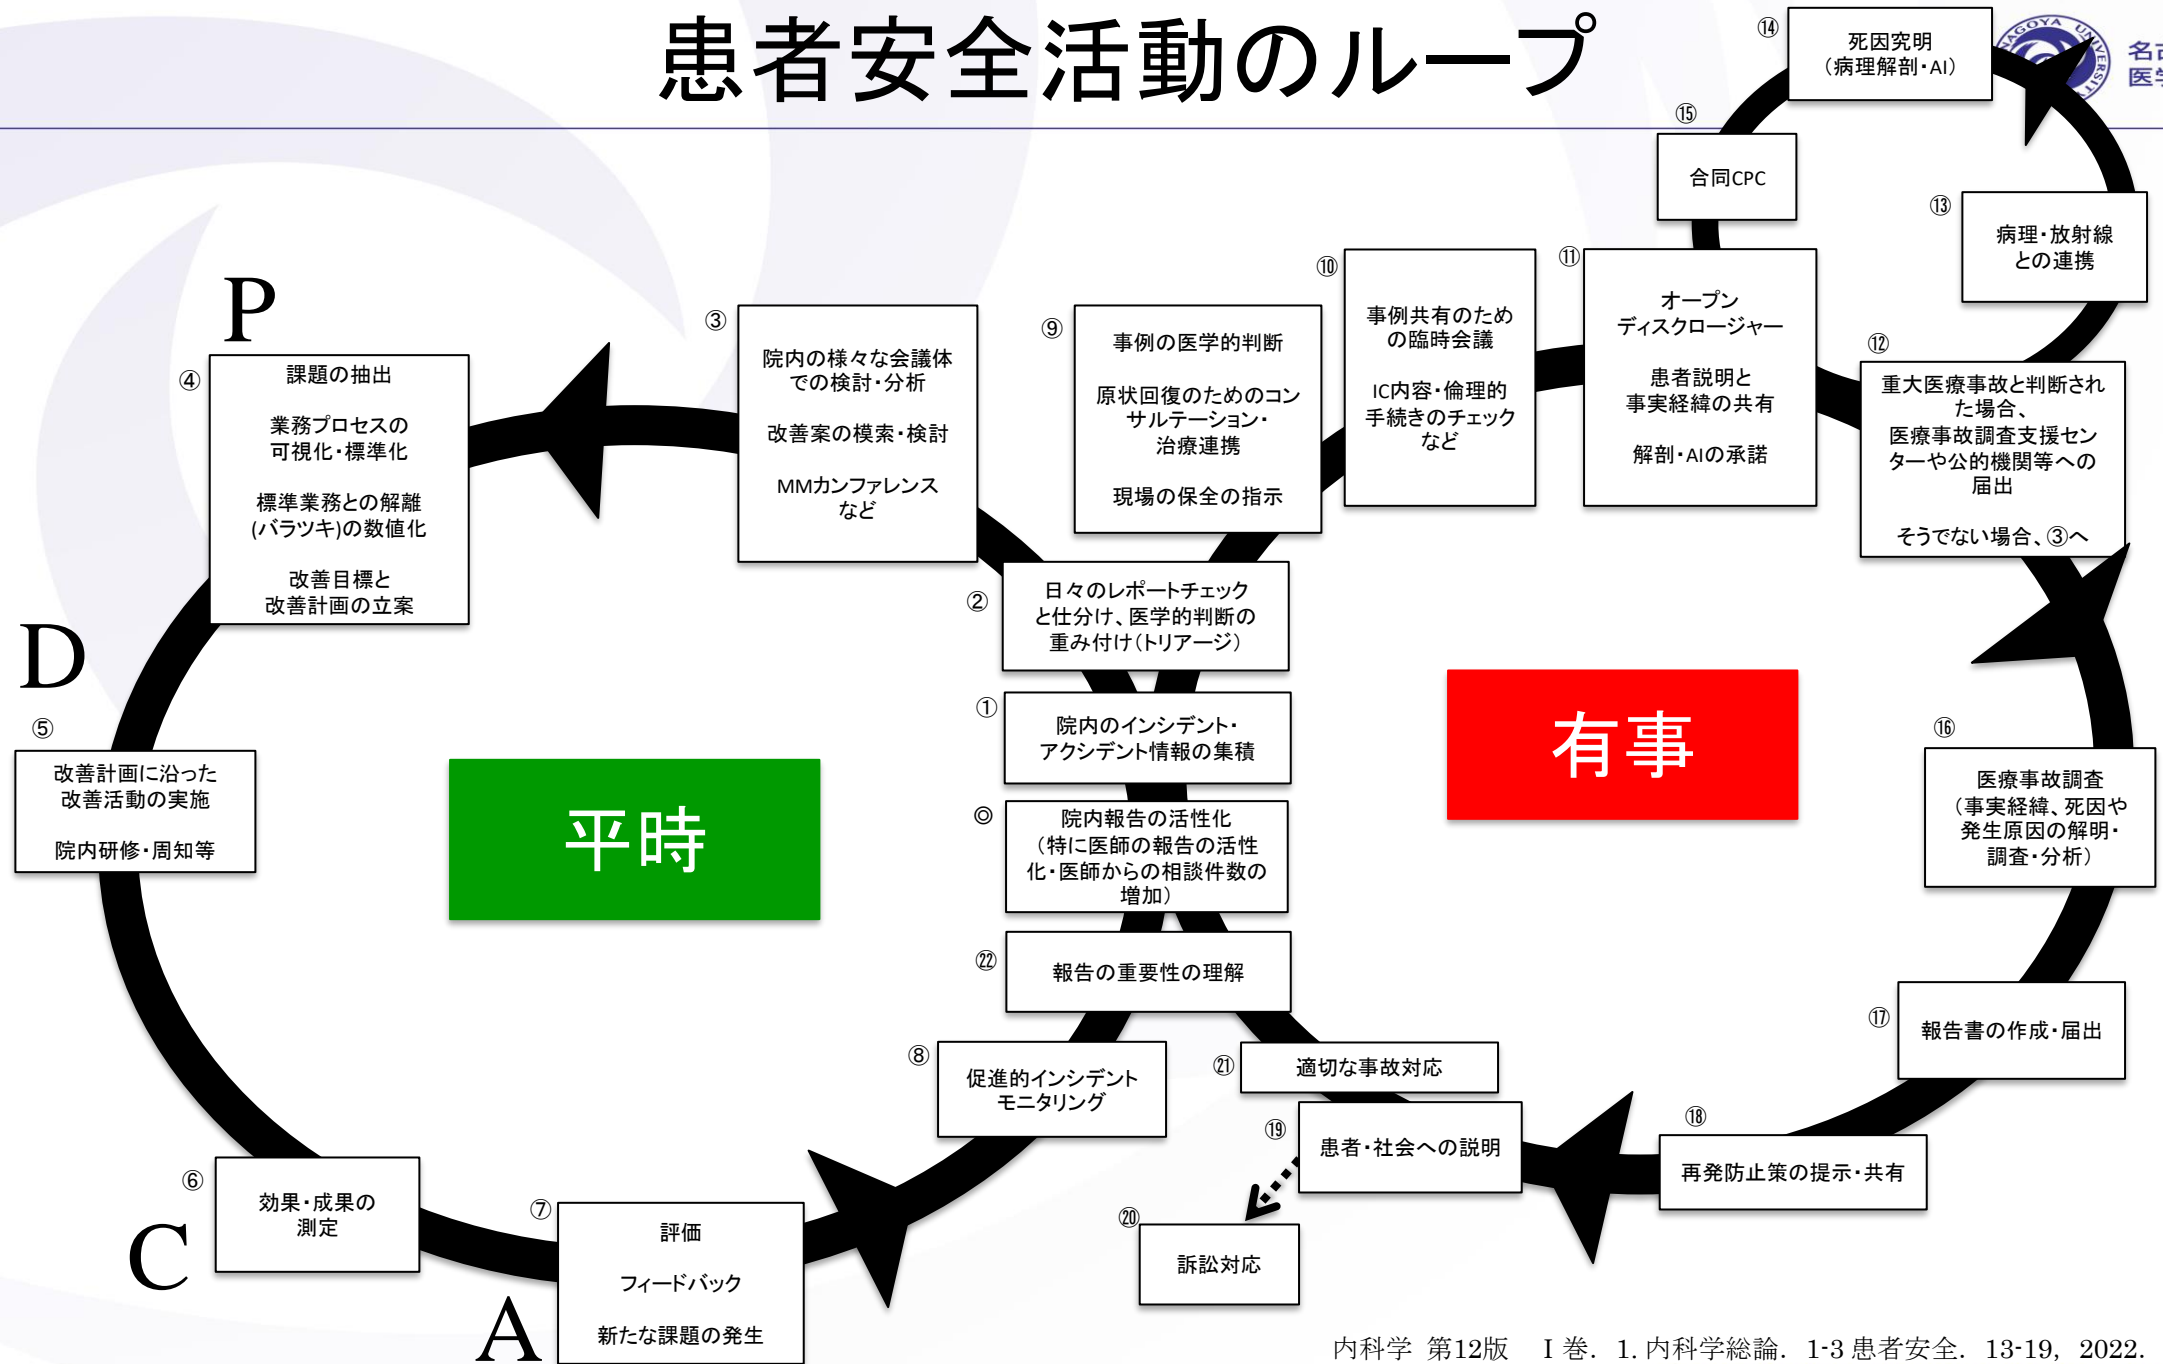 患者安全活動のループ
NAGOYA UNIVERSITY
名古
医学
P
D
C
A
平時
有事
◎
院内報告の活性化
（特に医師の報告の活性
化・医師からの相談件数の
増加）
①
院内のインシデント・
アクシデント情報の集積
②
日々のレポートチェック
と仕分け、医学的判断の
重み付け（トリアージ）
③
院内の様々な会議体
での検討・分析
改善案の模索・検討
MMカンファレンス
など
④
課題の抽出
業務プロセスの
可視化・標準化
標準業務との解離
(バラツキ)の数値化
改善目標と
改善計画の立案
⑤
改善計画に沿った
改善活動の実施
院内研修・周知等
⑥
効果・成果の
測定
⑦
評価
フィードバック
新たな課題の発生
⑧
促進的インシデント
モニタリング
⑨
事例の医学的判断
原状回復のためのコン
サルテーション・
治療連携
現場の保全の指示
⑩
事例共有のため
の臨時会議
IC内容・倫理的
手続きのチェック
など
⑪
オープン
ディスクロージャー
患者説明と
事実経緯の共有
解剖・AIの承諾
⑫
重大医療事故と判断され
た場合、
医療事故調査支援セン
ターや公的機関等への
届出
そうでない場合、③へ
⑬
病理・放射線
との連携
⑭
死因究明
（病理解剖・AI）
⑮
合同CPC
⑯
医療事故調査
（事実経緯、死因や
発生原因の解明・
調査・分析）
⑰
報告書の作成・届出
⑱
再発防止策の提示・共有
⑲
患者・社会への説明
⑳
訴訟対応
㉑
適切な事故対応
㉒
報告の重要性の理解
内科学 第12版　Ⅰ巻．1.内科学総論．1-3 患者安全．13-19，2022.